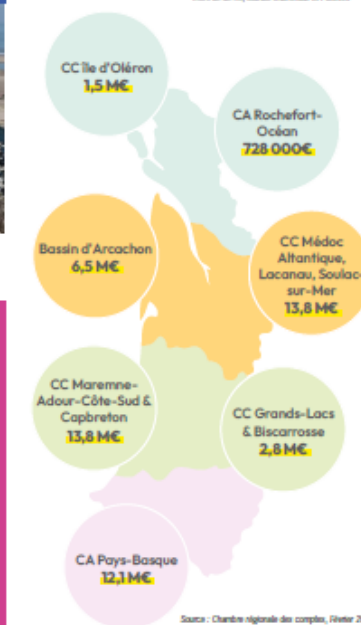 CC île d'Oléron
1,5 M€
CA Rochefort-
Océan
728 000€
Bassin d'Arcachon
6,5 M€
CC Médoc
Altantique,
Lacanau, Soulac-
sur-Mer
13,8 M€
CC Maremne-
Adour-Côte-Sud &
Capbreton
13,8 M€
CC Grands-Lacs
& Biscarrosse
2,8 M€
CA Pays-Basque
12,1 M€
Source : Chambre régionale des comptes, Février